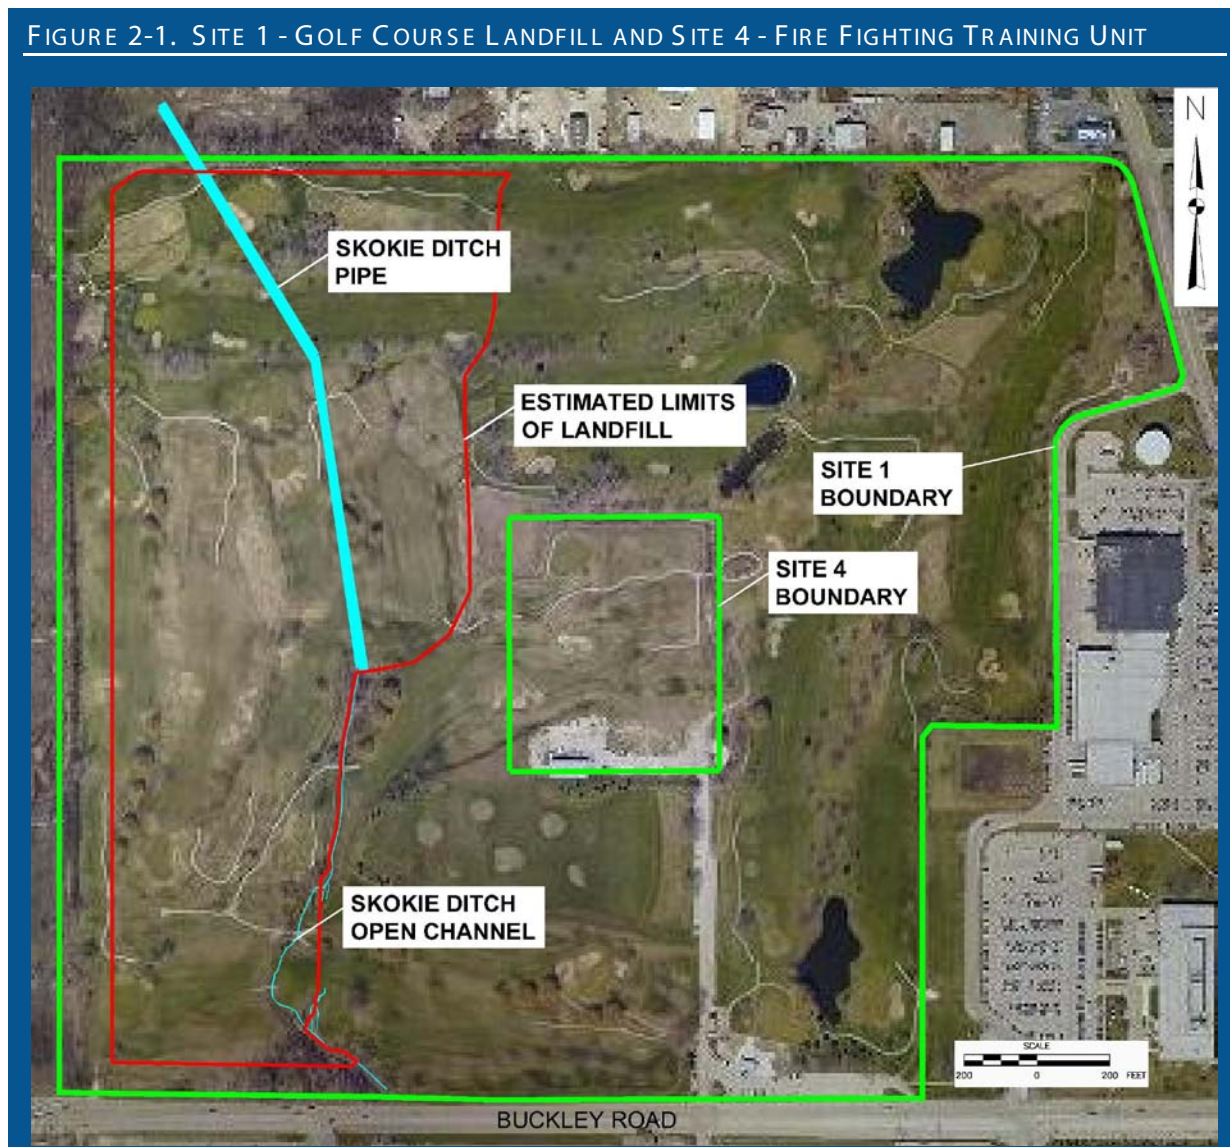 FIGURE 2-1. SITE 1 - GOLF COURSE LANDFILL AND SITE 4 - FIRE FIGHTING TRAINING UNIT
N
SKOKIE DITCH
PIPE
ESTIMATED LIMITS
OF LANDFILL
SITE 1
BOUNDARY
SITE 4
BOUNDARY
SKOKIE DITCH
OPEN CHANNEL
SCALE
200 0 200 FEET
BUCKLEY ROAD